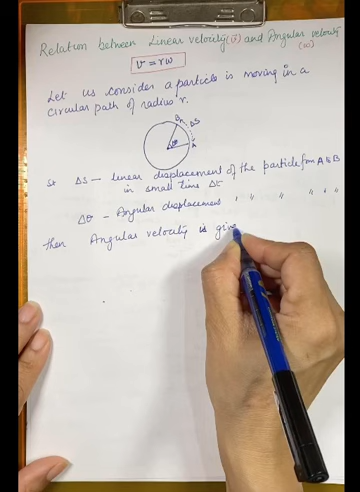 Relation between Linear velocity (v⃗) and Angular velocity (ω)
v = rω
Let us consider a particle is moving in a
circular path of radius r.
B
ΔS
Δθ
r
A
ΔS — linear displacement of the particle from A to B
in small time Δt
Δθ - Angular displacement " " " " " "
then Angular velocity is give